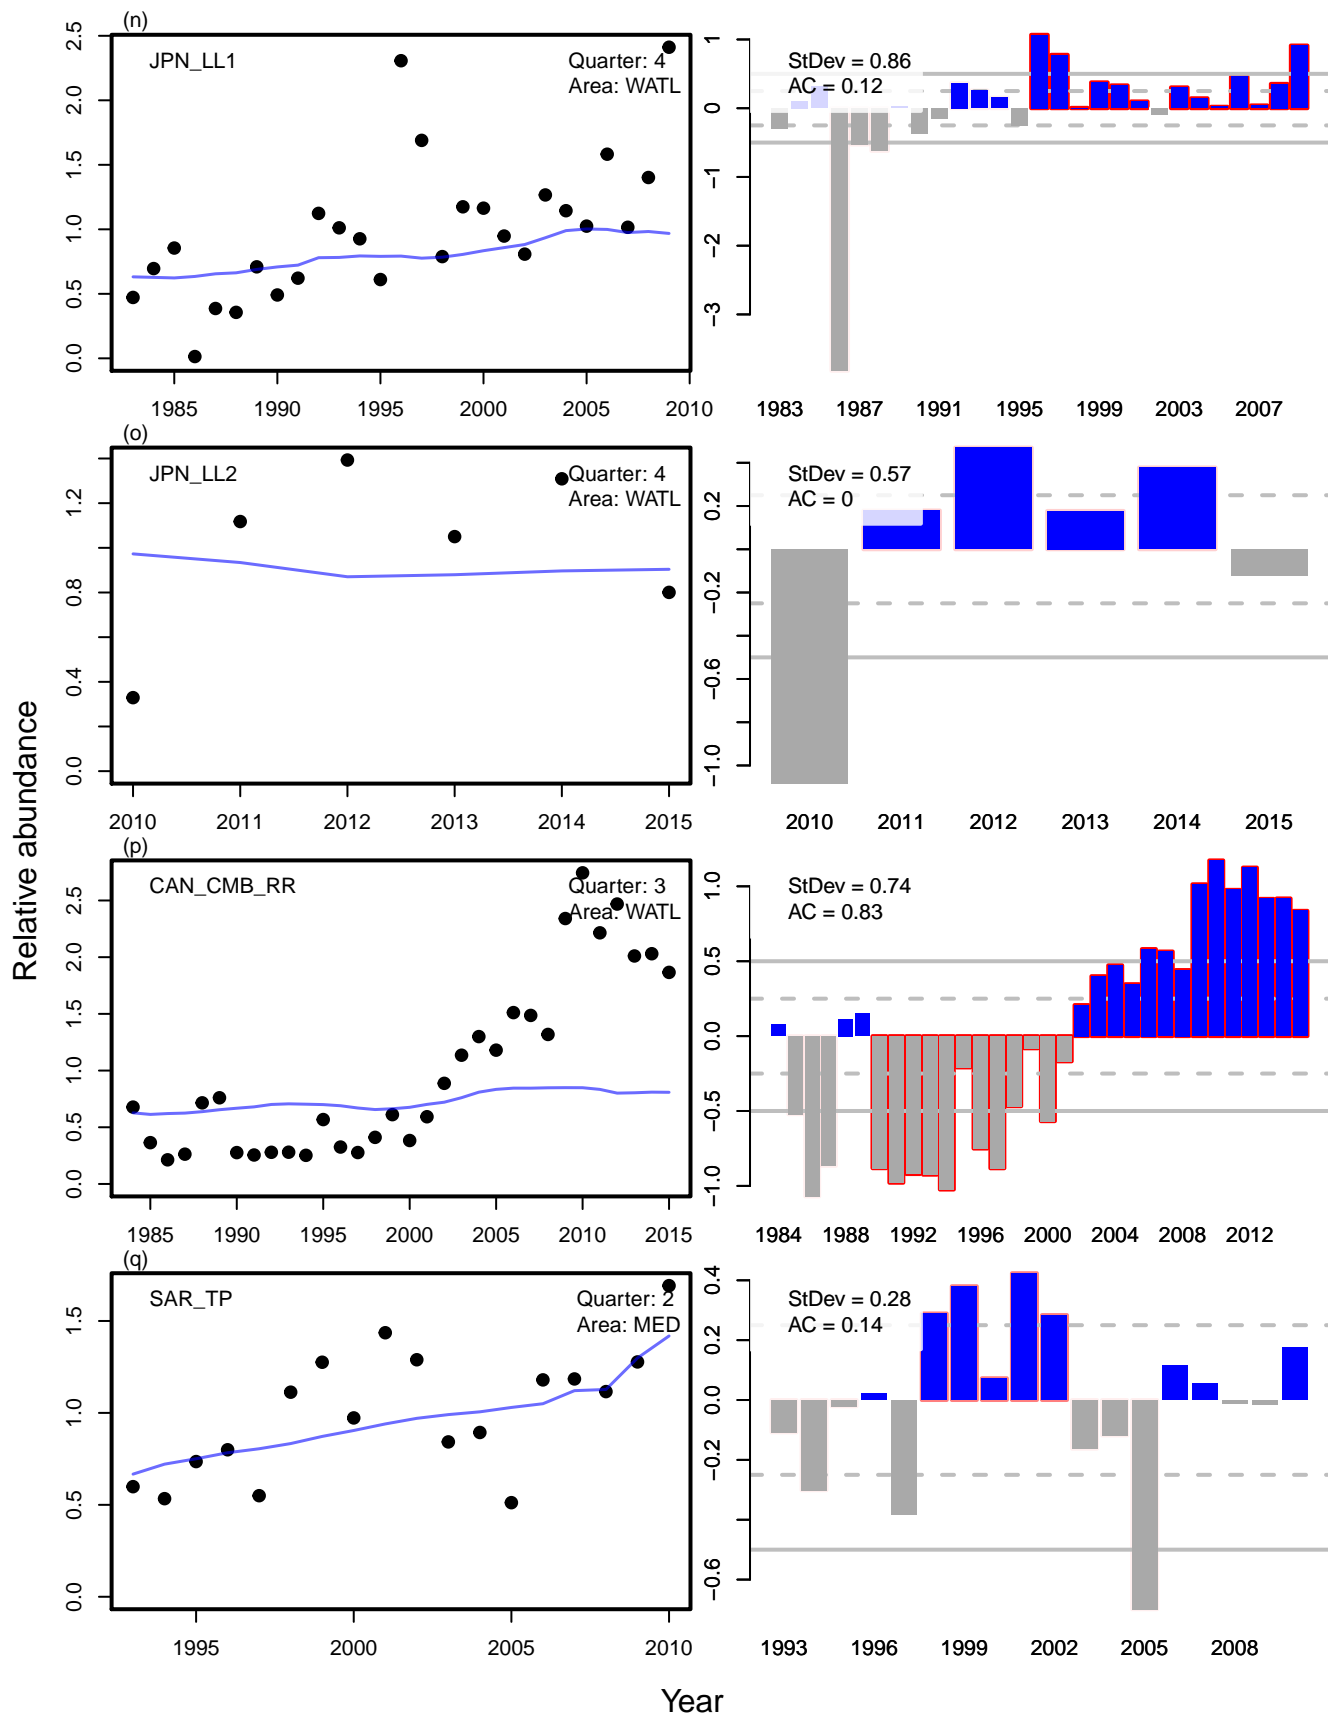 (n)
JPN_LL1
Quarter: 4
Area: WATL
0.0 0.5 1.0 1.5 2.0 2.5
1985 1990 1995 2000 2005 2010
StDev = 0.86
AC = 0.12
−3 −2 −1 0 1
1983 1987 1991 1995 1999 2003 2007
(o)
JPN_LL2
Quarter: 4
Area: WATL
0.0 0.4 0.8 1.2
2010 2011 2012 2013 2014 2015
StDev = 0.57
AC = 0
−1.0 −0.6 −0.2 0.2
2010 2011 2012 2013 2014 2015
(p)
CAN_CMB_RR
Quarter: 3
Area: WATL
0.0 0.5 1.0 1.5 2.0 2.5
1985 1990 1995 2000 2005 2010 2015
StDev = 0.74
AC = 0.83
−1.0 −0.5 0.0 0.5 1.0
1984 1988 1992 1996 2000 2004 2008 2012
(q)
SAR_TP
Quarter: 2
Area: MED
0.0 0.5 1.0 1.5
1995 2000 2005 2010
StDev = 0.28
AC = 0.14
−0.6 −0.2 0.0 0.2 0.4
1993 1996 1999 2002 2005 2008
Relative abundance
Year